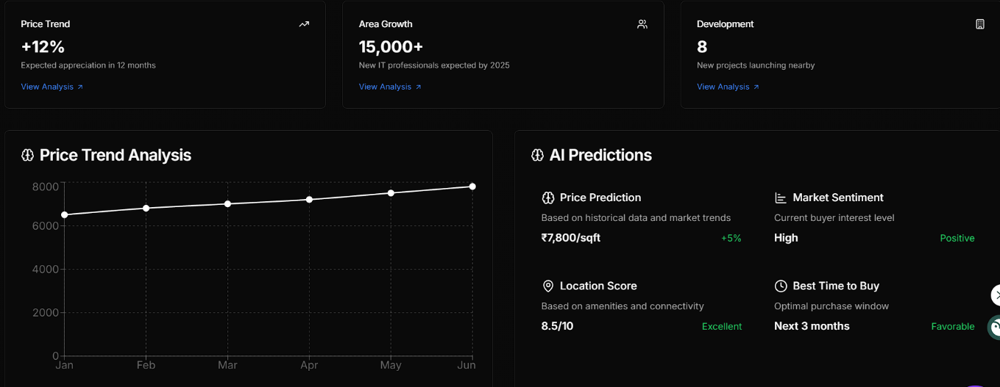 Price Trend
+12%
Expected appreciation in 12 months
View Analysis
Area Growth
15,000+
New IT professionals expected by 2025
View Analysis
Development
8
New projects launching nearby
View Analysis
Price Trend Analysis
8000
6000
4000
2000
0
Jan Feb Mar Apr May Jun
AI Predictions
Price Prediction
Based on historical data and market trends
₹7,800/sqft +5%
Market Sentiment
Current buyer interest level
High Positive
Location Score
Based on amenities and connectivity
8.5/10 Excellent
Best Time to Buy
Optimal purchase window
Next 3 months Favorable